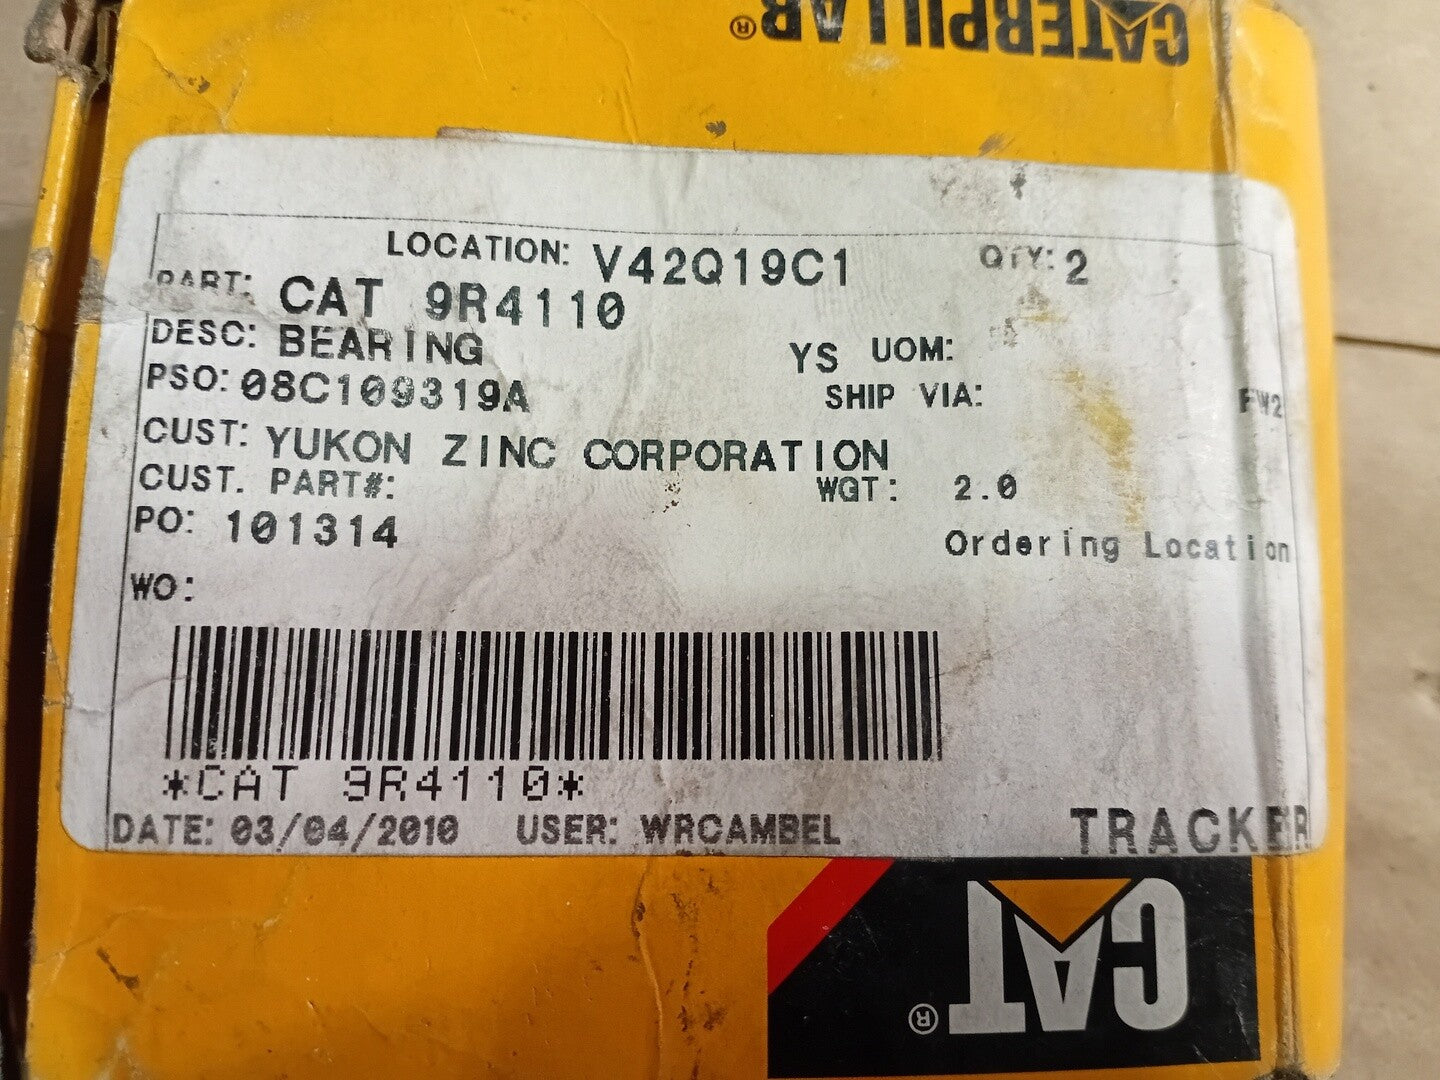 CATERPILLAR®
LOCATION: V42Q19C1 QTY: 2
PART: CAT 9R4110
DESC: BEARING YS UOM:
PSO: 08C109319A SHIP VIA: FW2
CUST: YUKON ZINC CORPORATION
CUST. PART#: WGT: 2.0
PO: 101314 Ordering Location
WO:
*CAT 9R4110*
DATE: 03/04/2010 USER: WRCAMBEL TRACKER
CAT®